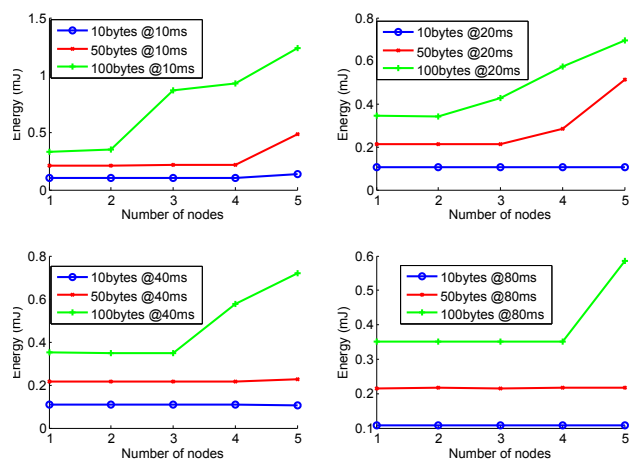 1.5
1
0.5
0
Energy (mJ)
10bytes @10ms
50bytes @10ms
100bytes @10ms
1 2 3 4 5
Number of nodes
0.8
0.6
0.4
0.2
0
Energy (mJ)
10bytes @20ms
50bytes @20ms
100bytes @20ms
1 2 3 4 5
Number of nodes
0.8
0.6
0.4
0.2
0
Energy (mJ)
10bytes @40ms
50bytes @40ms
100bytes @40ms
1 2 3 4 5
Number of nodes
0.6
0.5
0.4
0.3
0.2
0.1
Energy (mJ)
10bytes @80ms
50bytes @80ms
100bytes @80ms
1 2 3 4 5
Number of nodes